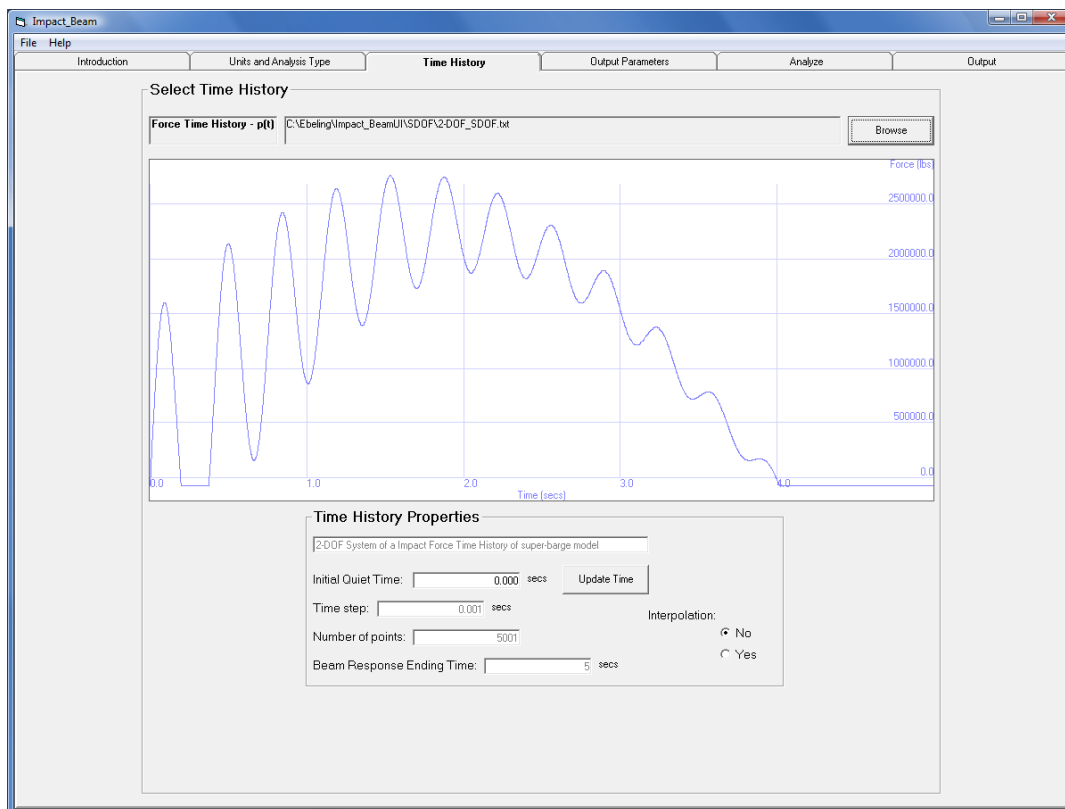 Impact_Beam
File Help
Introduction Units and Analysis Type Time History Output Parameters Analyze Output
Select Time History
Force Time History - p(t) C:\Ebeling\Impact_BeamUI\SDOF\2-DOF_SDOF.txt Browse
Force (lbs)
2500000.0
2000000.0
1500000.0
1000000.0
500000.0
0.0
0.0 1.0 2.0 3.0 4.0
Time (secs)
Time History Properties
2-DOF System of a Impact Force Time History of super-barge model
Initial Quiet Time: 0.000 secs Update Time
Time step: 0.001 secs
Interpolation:
Number of points: 5001
No
Yes
Beam Response Ending Time: 5 secs